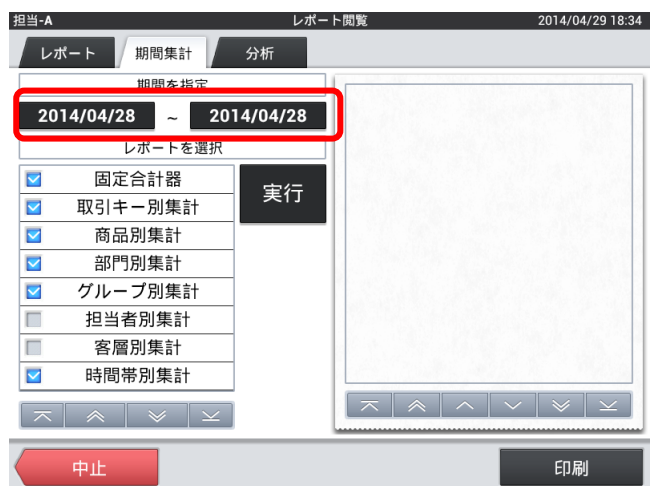 担当-A レポート閲覧 2014/04/29 18:34
レポート 期間集計 分析
期間を指定
2014/04/28 ~ 2014/04/28
レポートを選択
固定合計器
実行
取引キー別集計
商品別集計
部門別集計
グループ別集計
担当者別集計
客層別集計
時間帯別集計
中止 印刷